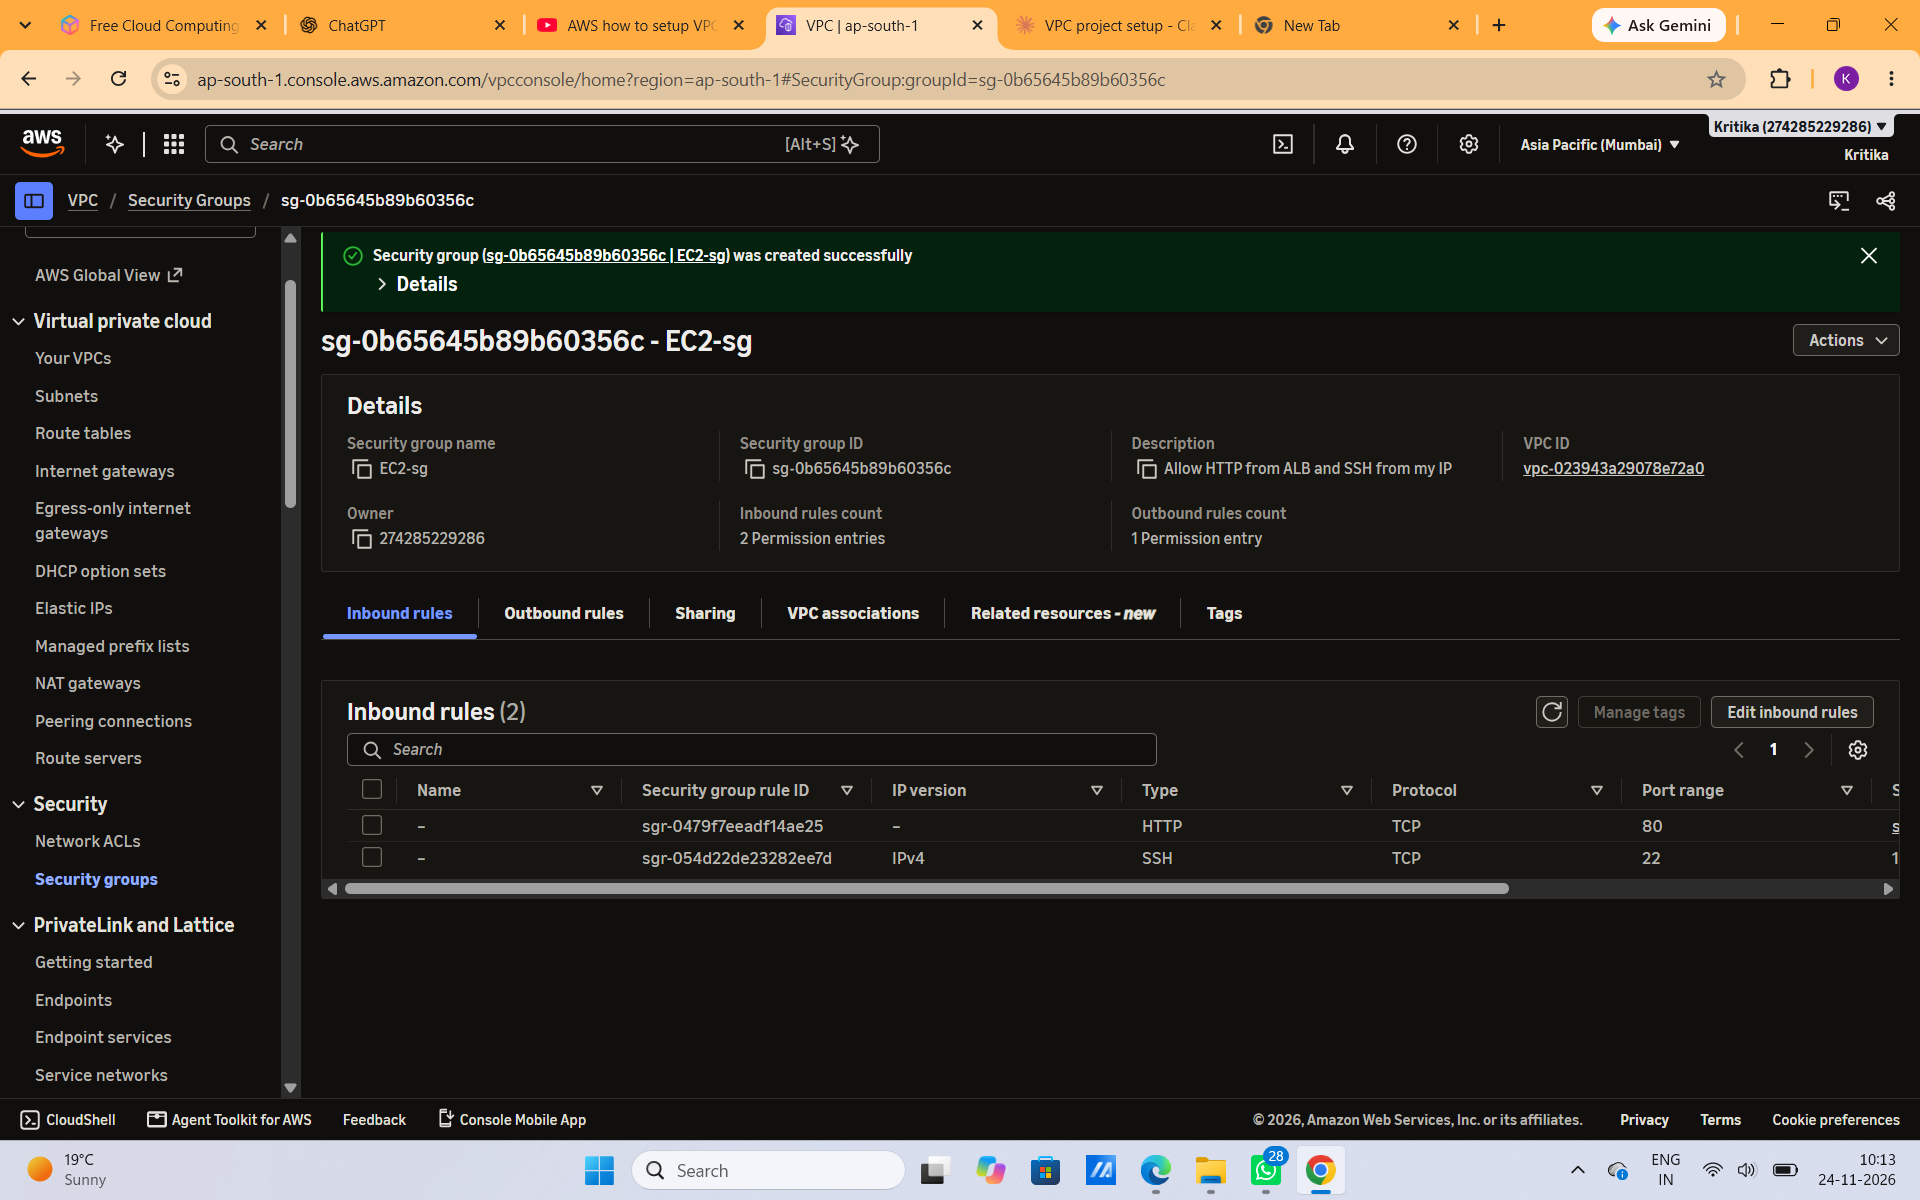 Free Cloud Computing
ChatGPT
AWS how to setup VPC
VPC | ap-south-1
VPC project setup - Cla
New Tab
Ask Gemini
ap-south-1.console.aws.amazon.com/vpcconsole/home?region=ap-south-1#SecurityGroup:groupId=sg-0b65645b89b60356c
K
aws
Search
[Alt+S]
Asia Pacific (Mumbai)
Kritika (274285229286)
Kritika
VPC / Security Groups / sg-0b65645b89b60356c
AWS Global View
Virtual private cloud
Your VPCs
Subnets
Route tables
Internet gateways
Egress-only internet
gateways
DHCP option sets
Elastic IPs
Managed prefix lists
NAT gateways
Peering connections
Route servers
Security
Network ACLs
Security groups
PrivateLink and Lattice
Getting started
Endpoints
Endpoint services
Service networks
Security group (sg-0b65645b89b60356c | EC2-sg) was created successfully
Details
sg-0b65645b89b60356c - EC2-sg
Actions
Details
Security group name
EC2-sg
Security group ID
sg-0b65645b89b60356c
Description
Allow HTTP from ALB and SSH from my IP
VPC ID
vpc-023943a29078e72a0
Owner
274285229286
Inbound rules count
2 Permission entries
Outbound rules count
1 Permission entry
Inbound rules
Outbound rules
Sharing
VPC associations
Related resources - new
Tags
Inbound rules (2)
Manage tags
Edit inbound rules
Search
1
Name Security group rule ID IP version Type Protocol Port range S
– sgr-0479f7eeadf14ae25 – HTTP TCP 80 s
– sgr-054d22de23282ee7d IPv4 SSH TCP 22 1
CloudShell
Agent Toolkit for AWS
Feedback
Console Mobile App
© 2026, Amazon Web Services, Inc. or its affiliates.
Privacy
Terms
Cookie preferences
19°C
Sunny
Search
28
ENG
IN
10:13
24-11-2026